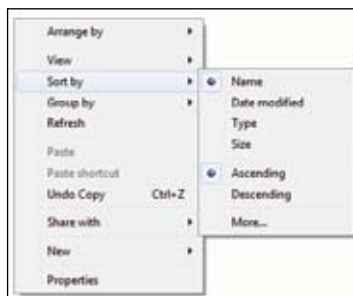 Arrange by
View
Sort by
Group by
Refresh
Paste
Paste shortcut
Undo Copy Ctrl+Z
Share with
New
Properties
Name
Date modified
Type
Size
Ascending
Descending
More...